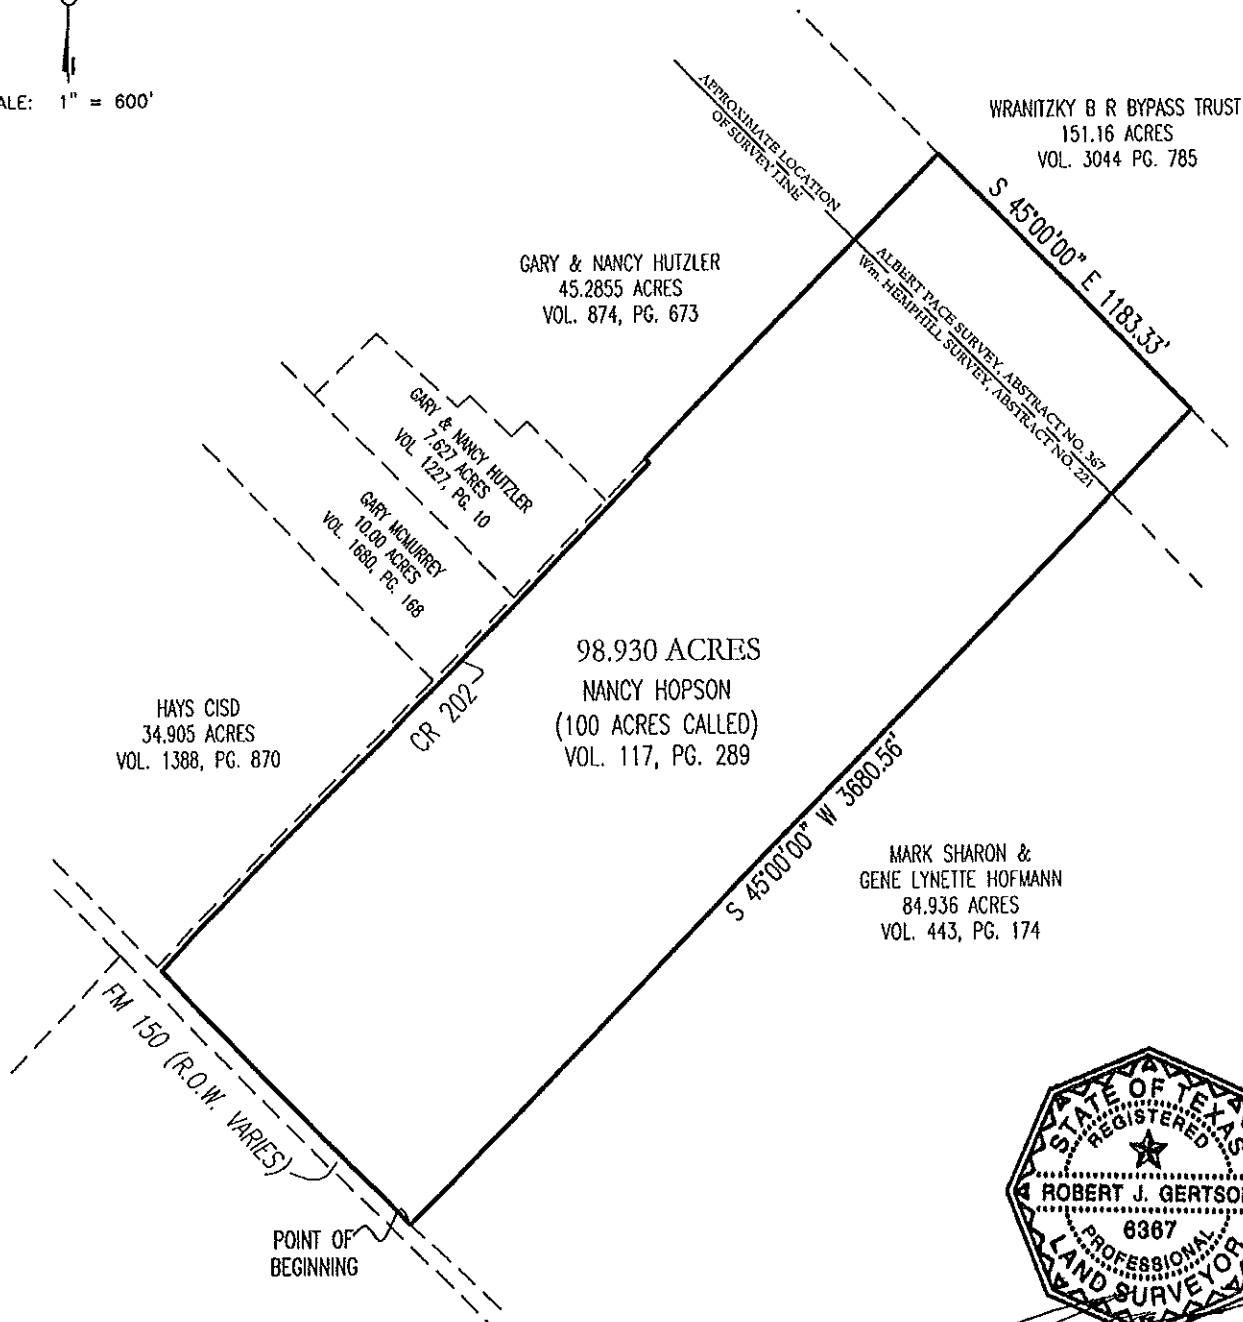 ALE: 1" = 600'
WRANITZKY B R BYPASS TRUST
151.16 ACRES
VOL. 3044 PG. 785
APPROXIMATE LOCATION
OF SURVEY LINE
S 45°00'00" E 1183.33'
GARY & NANCY HUTZLER
45.2855 ACRES
VOL. 874, PG. 673
ALBERT PACE SURVEY, ABSTRACT NO. 367
Wm. HEMPHILL SURVEY, ABSTRACT NO. 221
GARY & NANCY HUTZLER
7.627 ACRES
VOL. 1227, PG. 10
GARY MCMURREY
10.00 ACRES
VOL. 1680, PG. 168
98.930 ACRES
NANCY HOPSON
(100 ACRES CALLED)
VOL. 117, PG. 289
CR 202
HAYS CISD
34.905 ACRES
VOL. 1388, PG. 870
S 45°00'00" W 3680.56'
MARK SHARON &
GENE LYNETTE HOFMANN
84.936 ACRES
VOL. 443, PG. 174
FM 150 (R.O.W. VARIES)
POINT OF
BEGINNING
STATE OF TEXAS
REGISTERED
ROBERT J. GERTSO
6367
PROFESSIONAL
LAND SURVEYOR